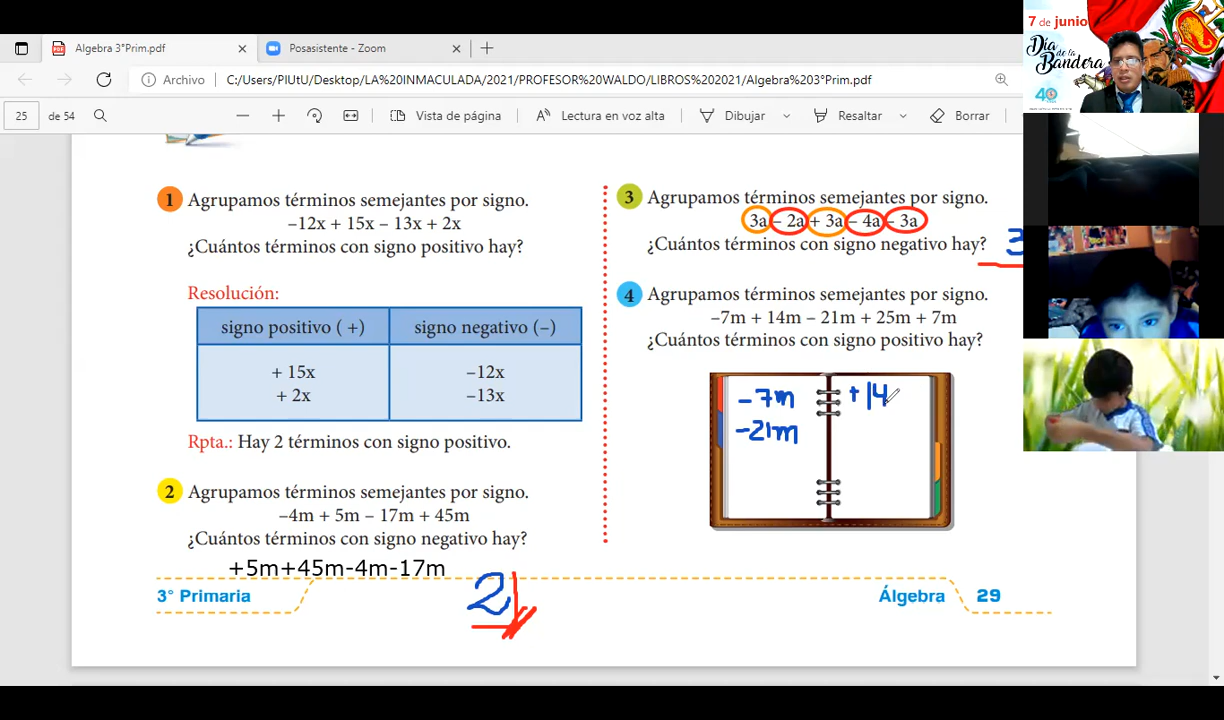 Algebra 3°Prim.pdf
Posasistente - Zoom
Archivo
C:/Users/PIUtU/Desktop/LA%20INMACULADA/2021/PROFESOR%20WALDO/LIBROS%202021/Algebra%203°Prim.pdf
25
de 54
Vista de página
Lectura en voz alta
Dibujar
Resaltar
Borrar
7 de junio
Día de la
Bandera
40
1
Agrupamos términos semejantes por signo.
–12x + 15x – 13x + 2x
¿Cuántos términos con signo positivo hay?
Resolución:
signo positivo ( +)
signo negativo (–)
+ 15x
–12x
+ 2x
–13x
Rpta.: Hay 2 términos con signo positivo.
2
Agrupamos términos semejantes por signo.
–4m + 5m – 17m + 45m
¿Cuántos términos con signo negativo hay?
+5m+45m-4m-17m
2
3
Agrupamos términos semejantes por signo.
3a – 2a + 3a – 4a – 3a
¿Cuántos términos con signo negativo hay?
3
4
Agrupamos términos semejantes por signo.
–7m + 14m – 21m + 25m + 7m
¿Cuántos términos con signo positivo hay?
-7m
+14
-21m
3° Primaria
Álgebra
29